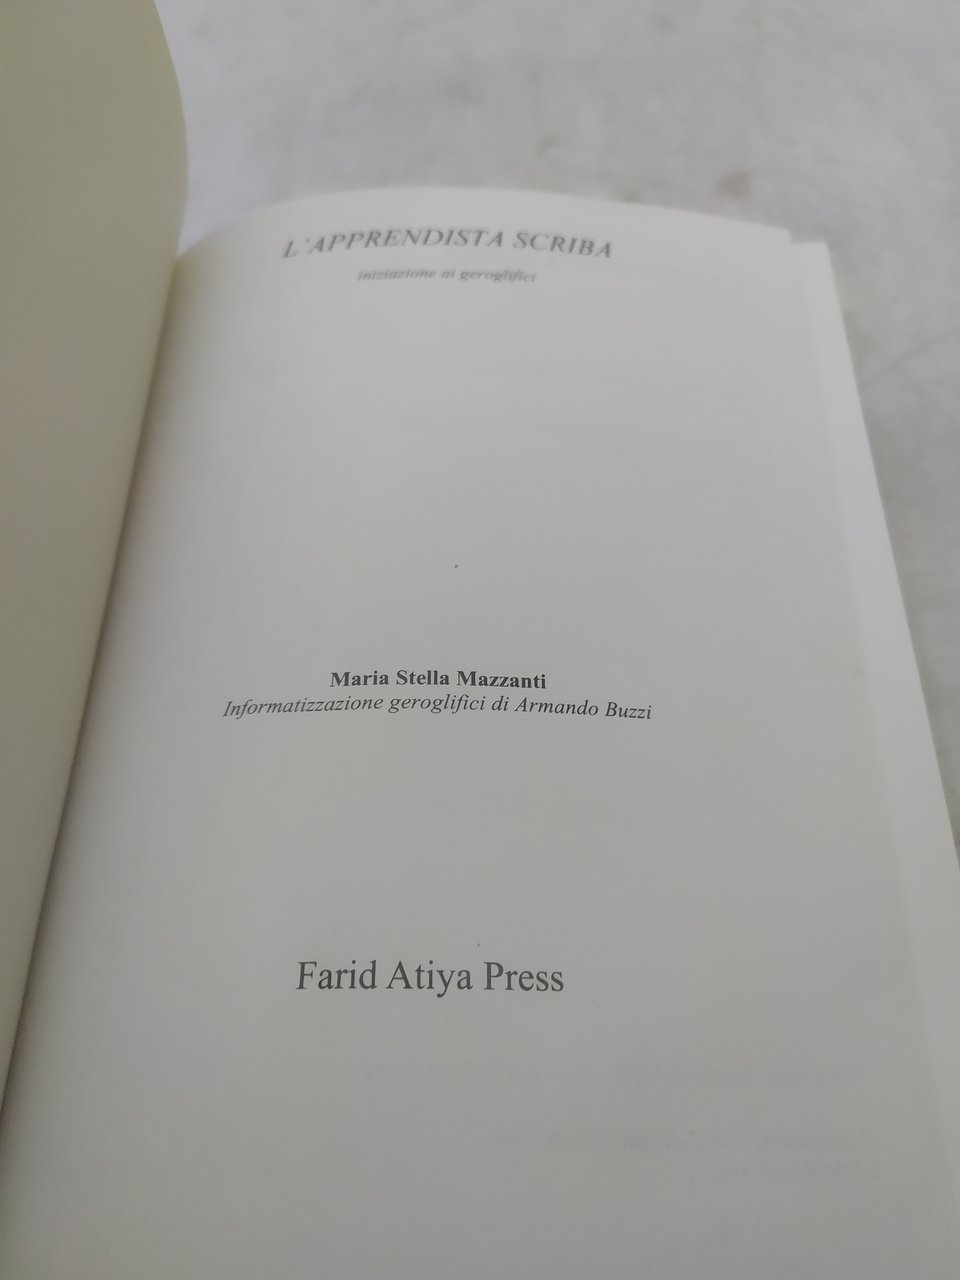 L'APPRENDISTA SCRIBA
iniziazione ai geroglifici
Maria Stella Mazzanti
Informatizzazione geroglifici di Armando Buzzi
Farid Atiya Press